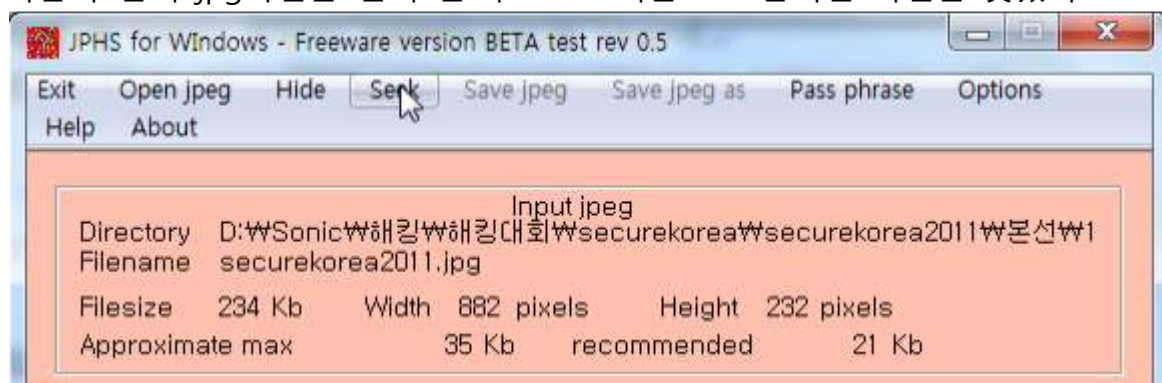 JPHS for Windows - Freeware version BETA test rev 0.5
Exit Open jpeg Hide Seek Save jpeg Save jpeg as Pass phrase Options
Help About
Input jpeg
Directory D:₩Sonic₩해킹₩해킹대회₩securekorea₩securekorea2011₩본선₩1
Filename securekorea2011.jpg
Filesize 234 Kb Width 882 pixels Height 232 pixels
Approximate max 35 Kb recommended 21 Kb